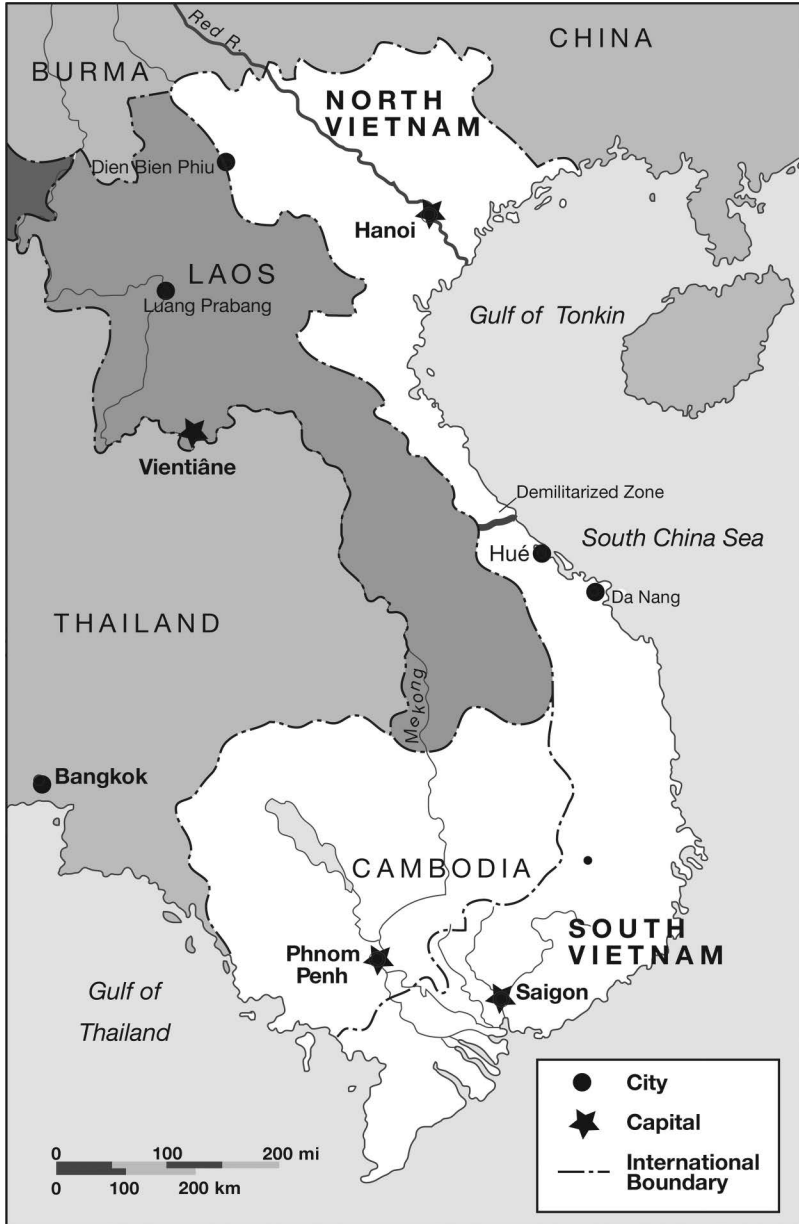 Red R.
CHINA
BURMA
NORTH
VIETNAM
Dien Bien Phiu
Hanoi
LAOS
Luang Prabang
Gulf of Tonkin
Vientiâne
Demilitarized Zone
South China Sea
Hué
Da Nang
THAILAND
Mekong
Bangkok
CAMBODIA
SOUTH
VIETNAM
Phnom
Penh
Saigon
Gulf of
Thailand
City
Capital
International
Boundary
0 100 200 mi
0 100 200 km